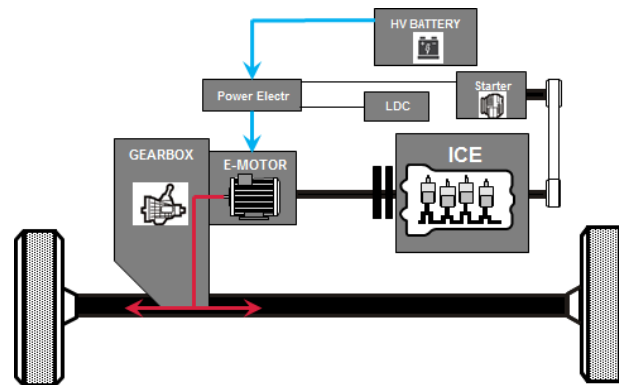 HV BATTERY
Power Electr
Starter
LDC
GEARBOX
E-MOTOR
ICE